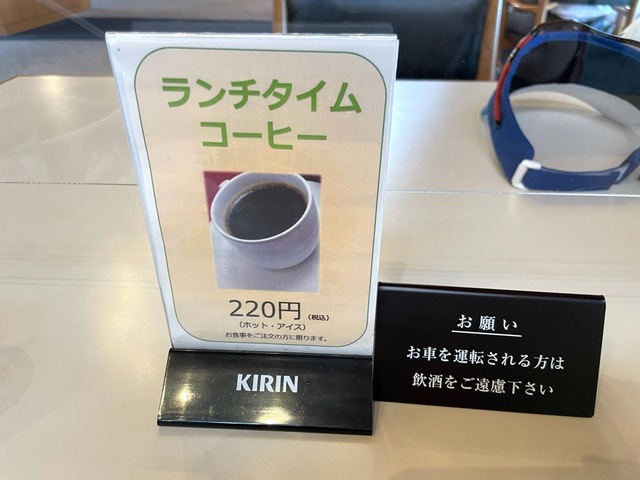 ランチタイム
コーヒー
220円 (税込)
(ホット・アイス)
お食事をご注文の方に限ります。
KIRIN
お願い
お車を運転される方は
飲酒をご遠慮下さい